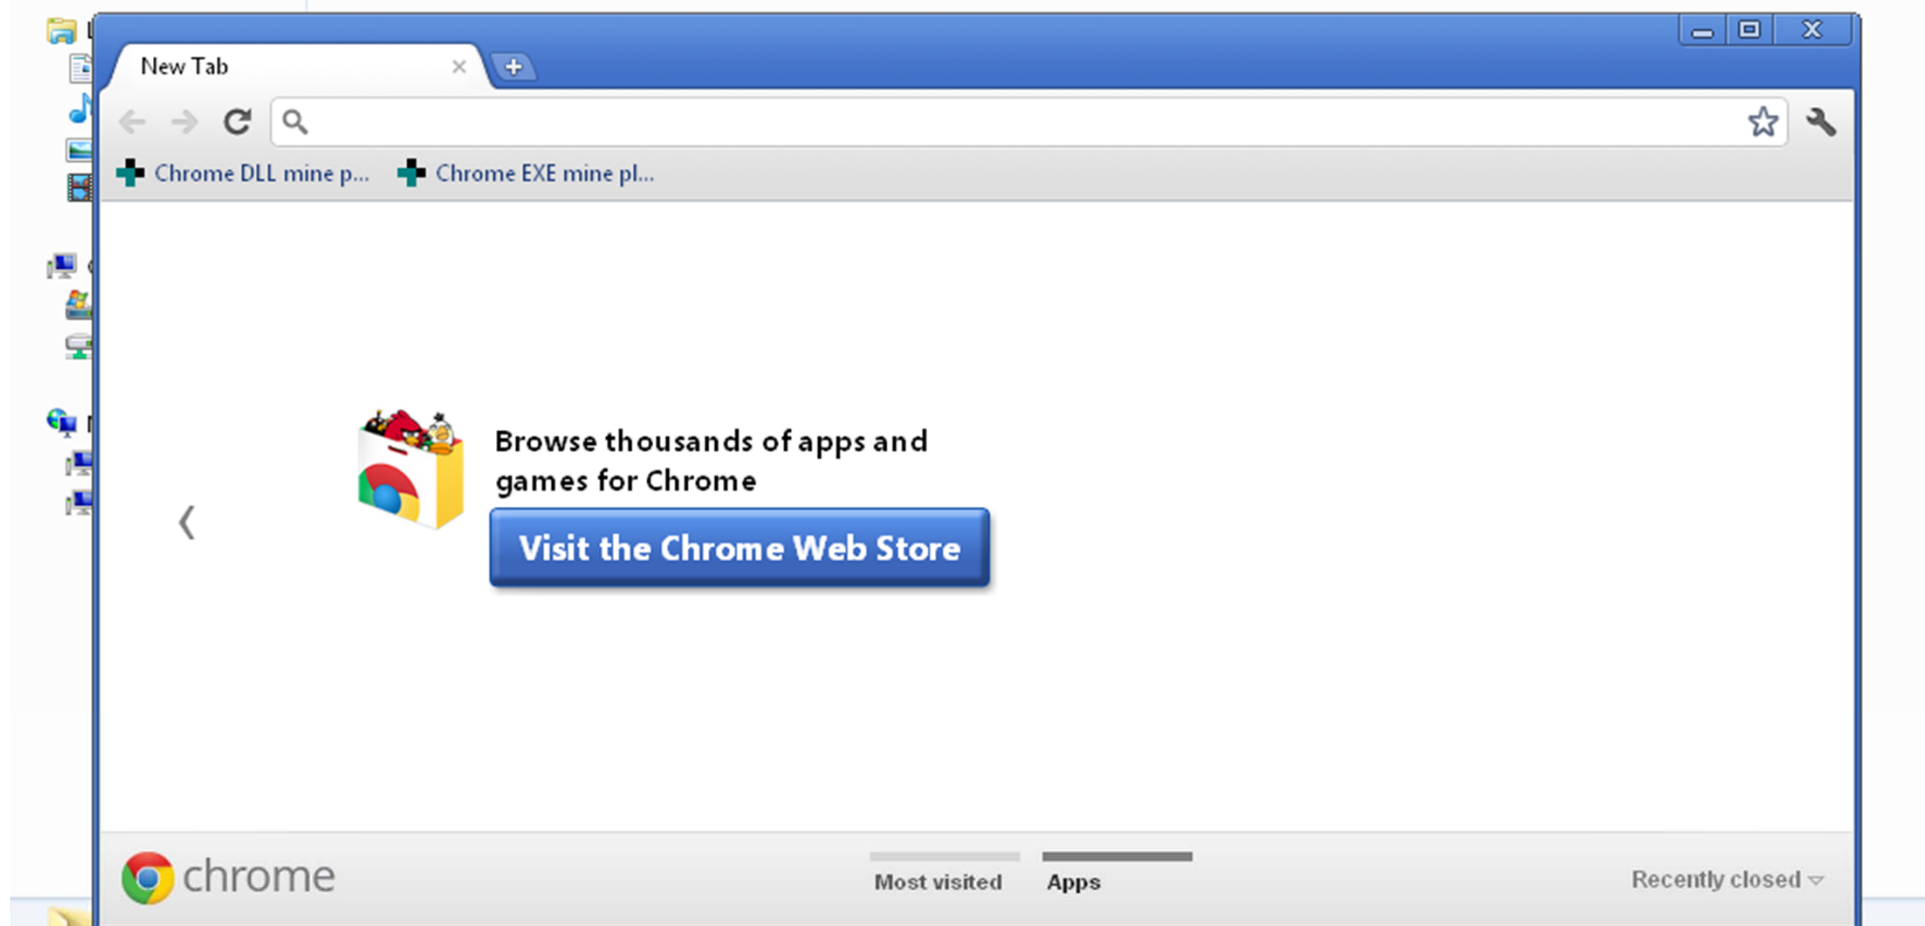 New Tab
Chrome DLL mine p... Chrome EXE mine pl...
Browse thousands of apps and
games for Chrome
Visit the Chrome Web Store
chrome
Most visited Apps
Recently closed